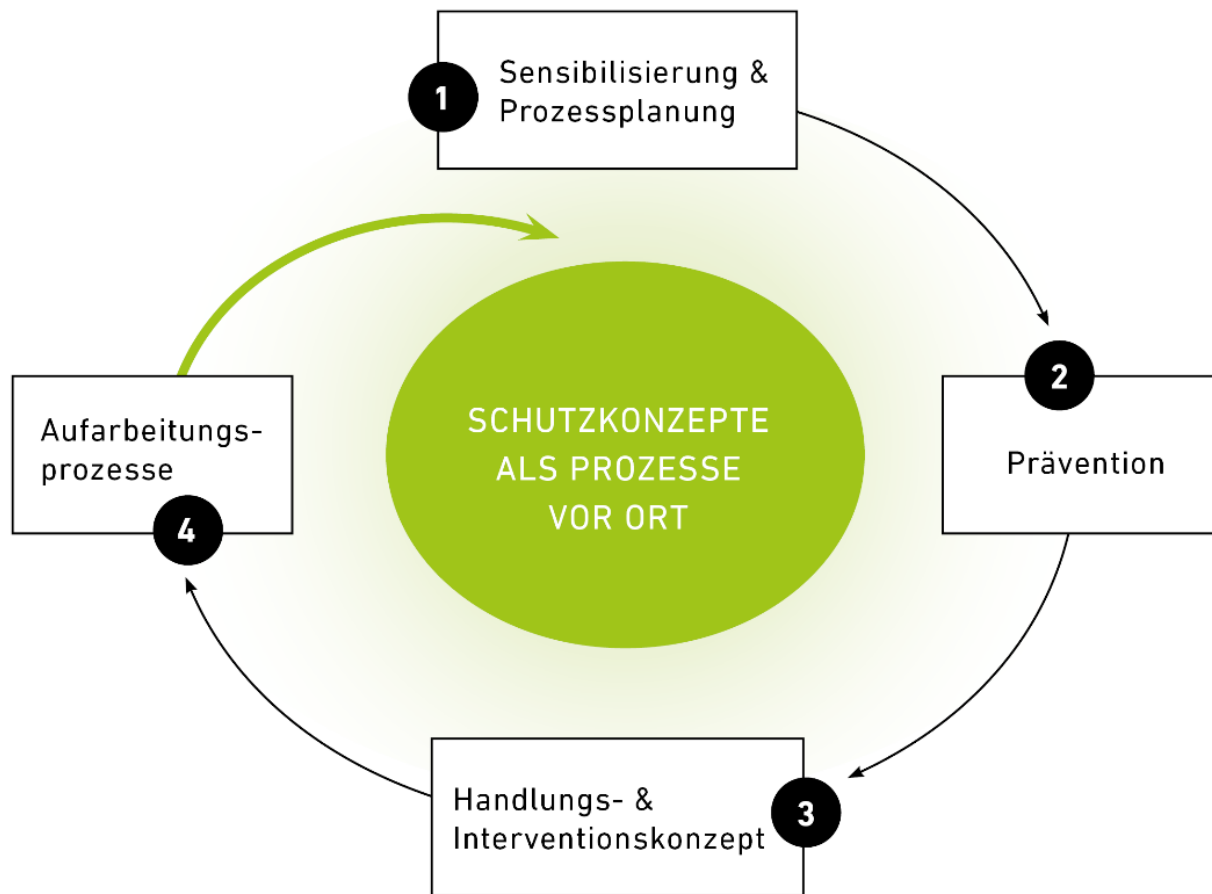 1
Sensibilisierung &
Prozessplanung
2
Prävention
3
Handlungs- &
Interventionskonzept
4
Aufarbeitungs-
prozesse
SCHUTZKONZEPTE
ALS PROZESSE
VOR ORT